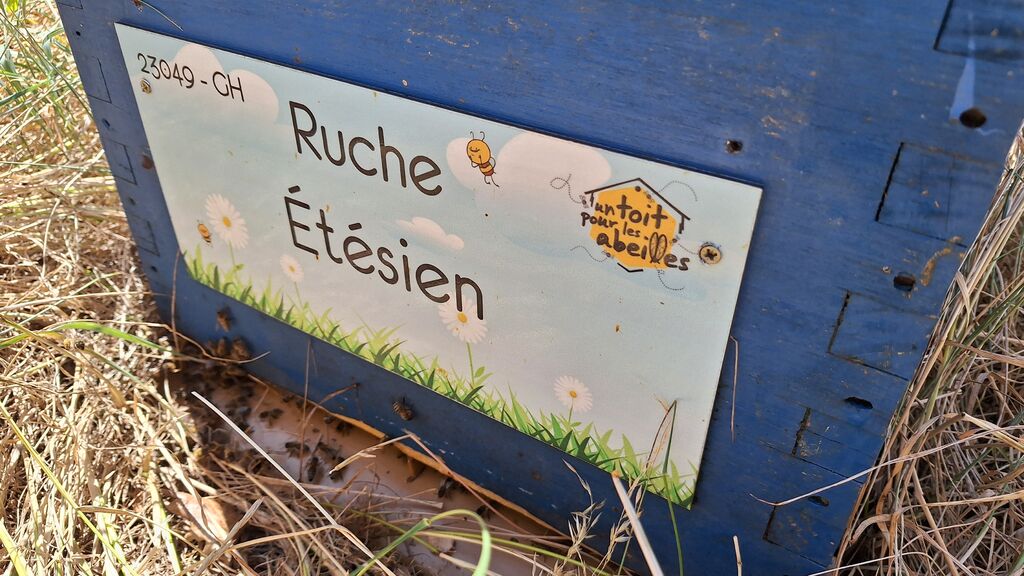 23049 - GH
Ruche
Étésien
un toit
pour les
abeilles